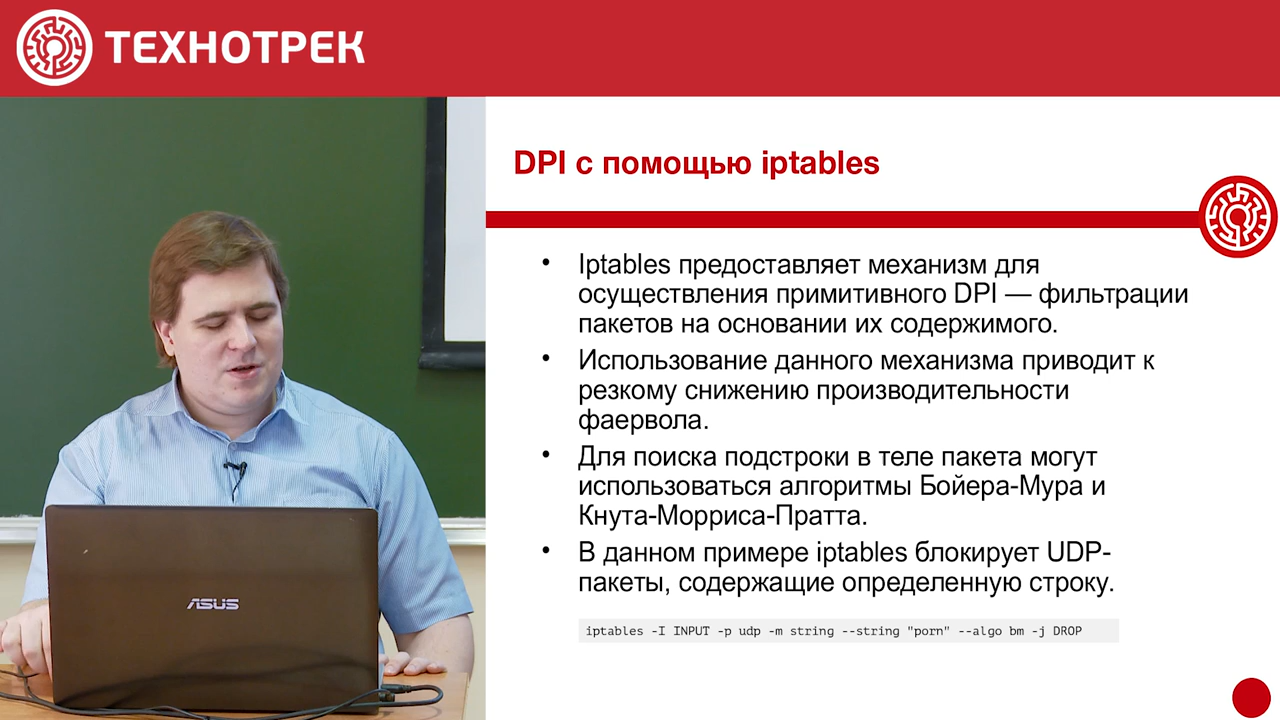 ТЕХНОТРЕК
DPI с помощью iptables
• Iptables предоставляет механизм для
осуществления примитивного DPI — фильтрации
пакетов на основании их содержимого.
• Использование данного механизма приводит к
резкому снижению производительности
фаервола.
• Для поиска подстроки в теле пакета могут
использоваться алгоритмы Бойера-Мура и
Кнута-Морриса-Пратта.
• В данном примере iptables блокирует UDP-
пакеты, содержащие определенную строку.
iptables -I INPUT -p udp -m string --string "porn" --algo bm -j DROP
ASUS